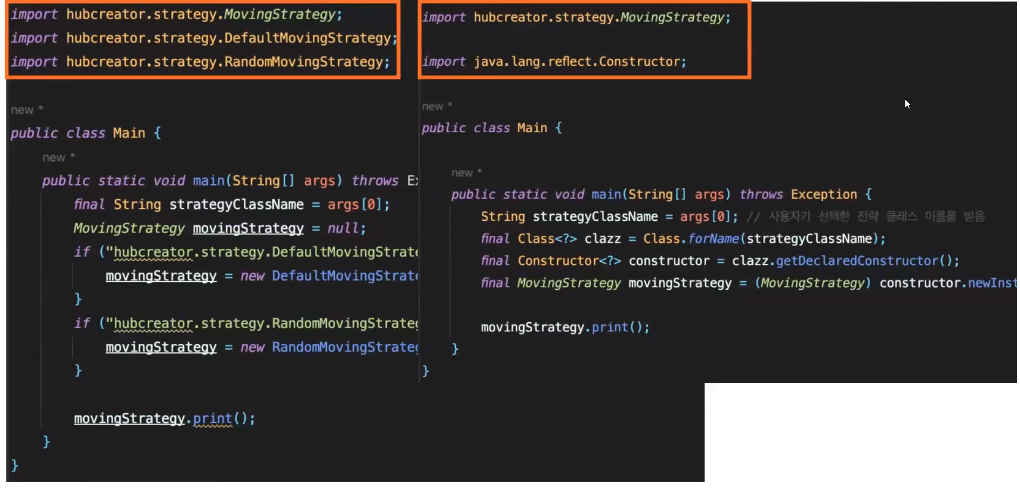 import hubcreator.strategy.MovingStrategy;
import hubcreator.strategy.DefaultMovingStrategy;
import hubcreator.strategy.RandomMovingStrategy;
new *
public class Main {
new *
public static void main(String[] args) throws
final String strategyClassName = args[0];
MovingStrategy movingStrategy = null;
if ("hubcreator.strategy.DefaultMovingStrate
movingStrategy = new DefaultMovingStrate
}
if ("hubcreator.strategy.RandomMovingStrate
movingStrategy = new RandomMovingStrate
}
movingStrategy.print();
}
}
import hubcreator.strategy.MovingStrategy;
import java.lang.reflect.Constructor;
new *
public class Main {
new *
public static void main(String[] args) throws Exception {
String strategyClassName = args[0]; // 사용자가 선택한 전략 클래스 이름을 받음
final Class<?> clazz = Class.forName(strategyClassName);
final Constructor<?> constructor = clazz.getDeclaredConstructor();
final MovingStrategy movingStrategy = (MovingStrategy) constructor.newInst
movingStrategy.print();
}
}